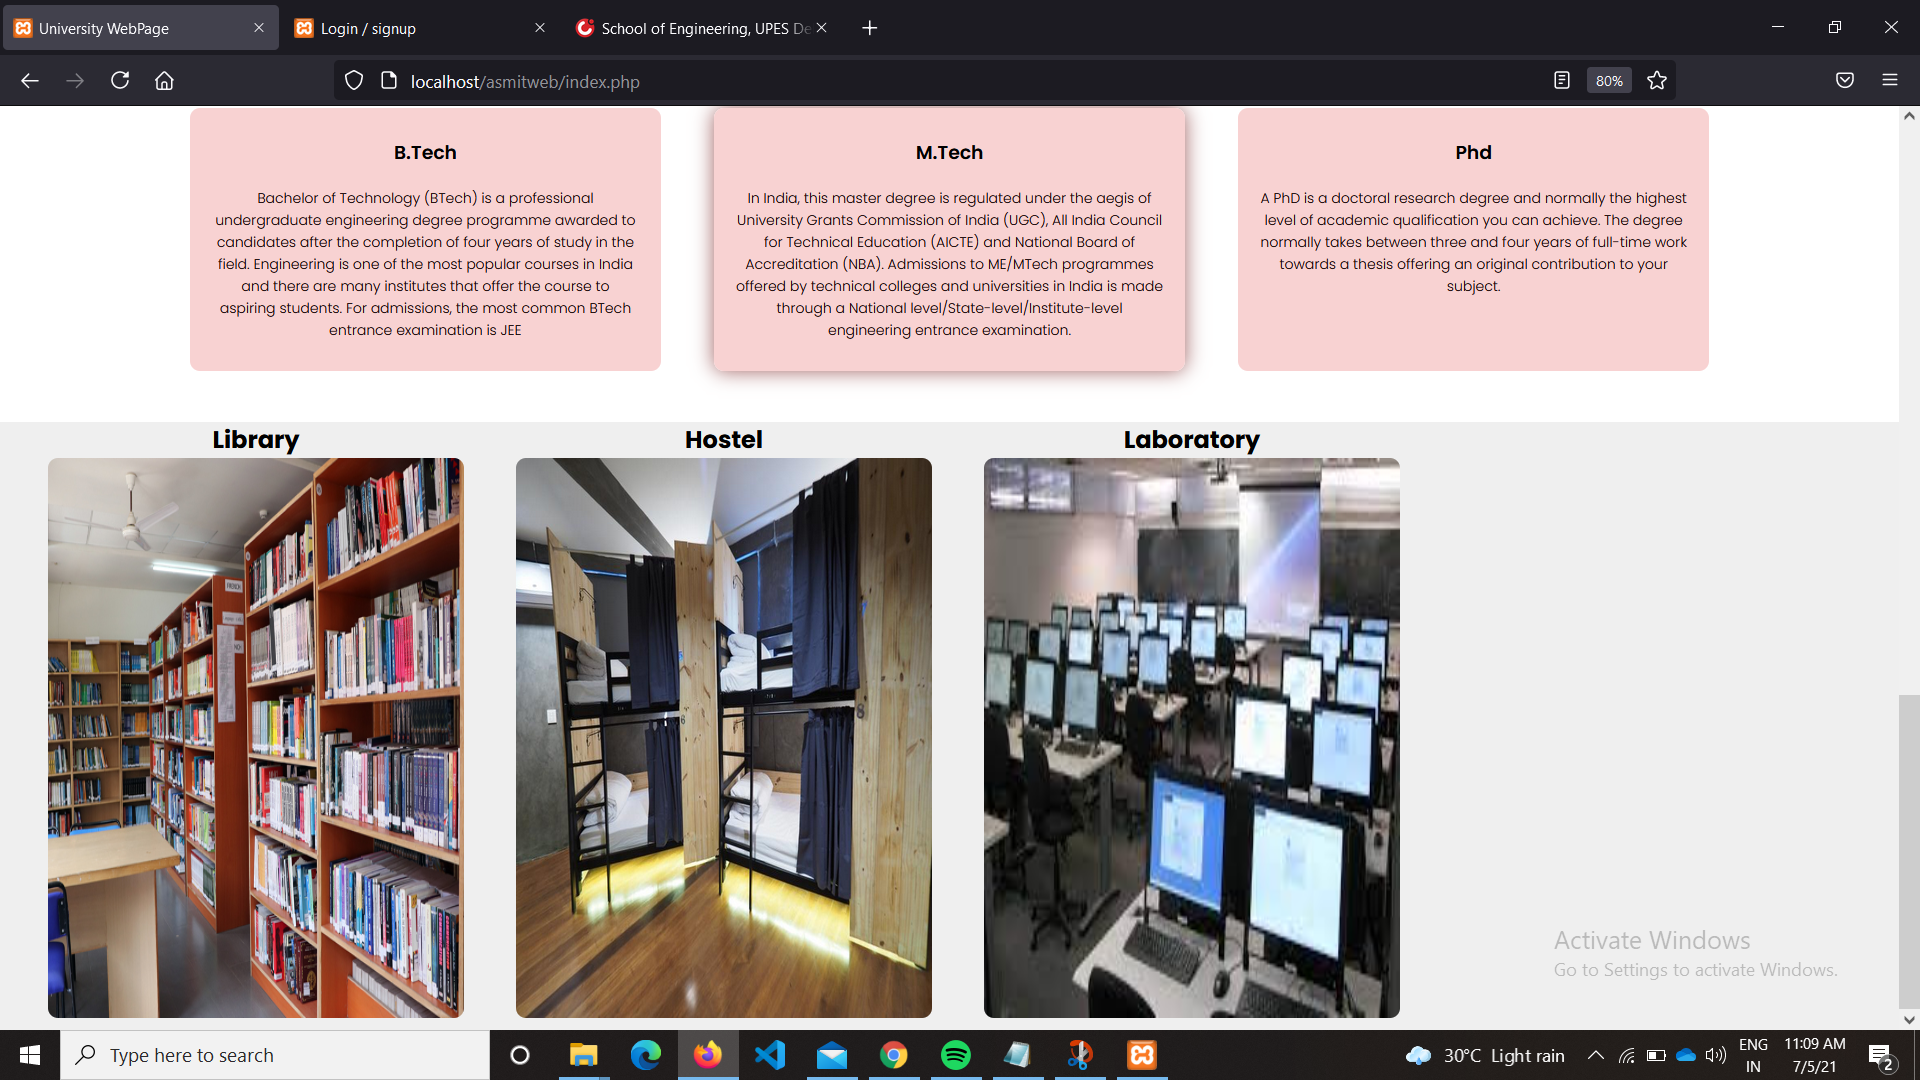 University WebPage
Login / signup
School of Engineering, UPES De
localhost/asmitweb/index.php
80%
B.Tech
Bachelor of Technology (BTech) is a professional
undergraduate engineering degree programme awarded to
candidates after the completion of four years of study in the
field. Engineering is one of the most popular courses in India
and there are many institutes that offer the course to
aspiring students. For admissions, the most common BTech
entrance examination is JEE
M.Tech
In India, this master degree is regulated under the aegis of
University Grants Commission of India (UGC), All India Council
for Technical Education (AICTE) and National Board of
Accreditation (NBA). Admissions to ME/MTech programmes
offered by technical colleges and universities in India is made
through a National level/State-level/Institute-level
engineering entrance examination.
Phd
A PhD is a doctoral research degree and normally the highest
level of academic qualification you can achieve. The degree
normally takes between three and four years of full-time work
towards a thesis offering an original contribution to your
subject.
Library
Hostel
Laboratory
8
Activate Windows
Go to Settings to activate Windows.
Type here to search
30°C Light rain
ENG
IN
11:09 AM
7/5/21
2